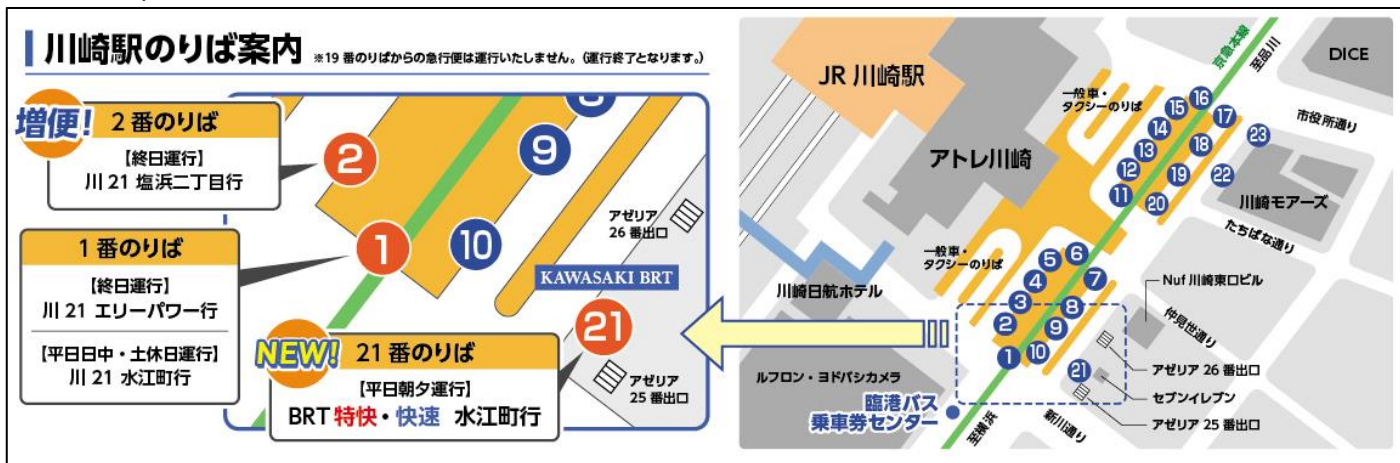 川崎駅のりば案内 ※19番のりばからの急行便は運行いたしません。(運行終了となります。)
増便!
2番のりば
【終日運行】
川21 塩浜二丁目行
1番のりば
【終日運行】
川21 エリーパワー行
【平日日中・土休日運行】
川21 水江町行
NEW!
21番のりば
【平日朝夕運行】
BRT 特快・快速 水江町行
2
1
9
10
アゼリア
26番出口
KAWASAKI BRT
21
アゼリア
25番出口
JR川崎駅
アトレ川崎
一般車・
タクシーのりば
京急本線
至品川
DICE
市役所通り
16
15
17
14
23
13
18
12
19
22
11
20
川崎モアーズ
たちばな通り
一般車・
タクシーのりば
川崎日航ホテル
6
5
7
4
3
8
2
9
1
10
21
Nuf川崎東口ビル
仲見世通り
アゼリア26番出口
セブンイレブン
アゼリア25番出口
ルフロン・ヨドバシカメラ
臨港バス
乗車券センター
至横浜
新川通り